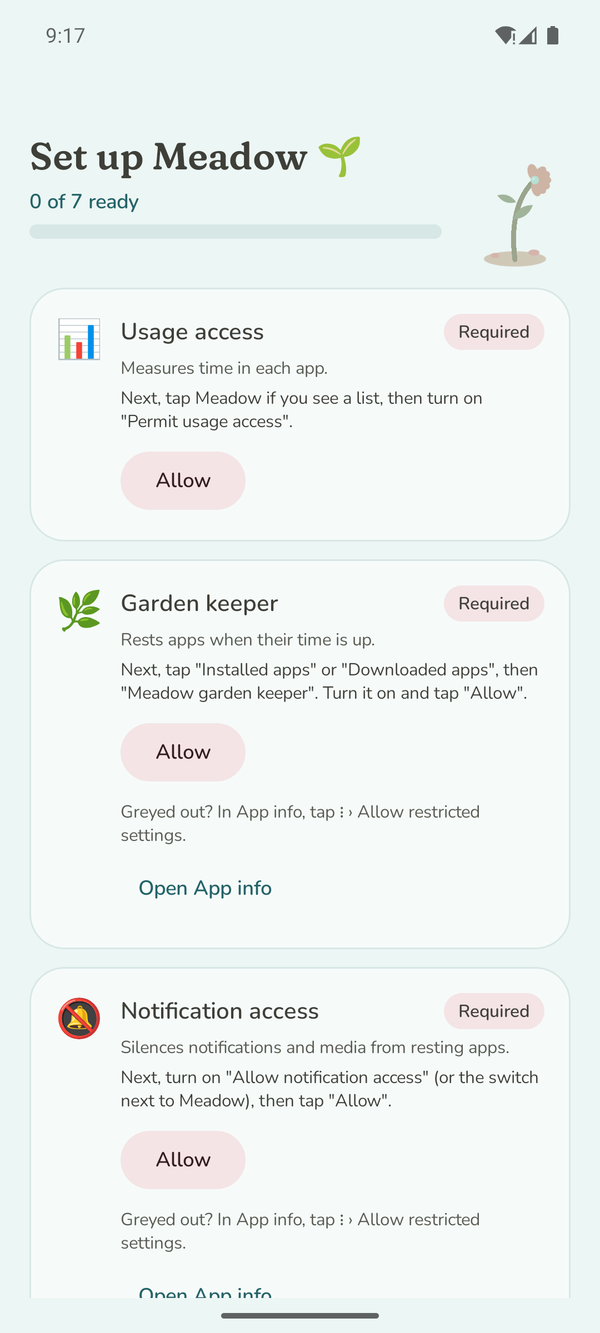 9:17
Set up Meadow 🌱
0 of 7 ready
Usage access
Required
Measures time in each app.
Next, tap Meadow if you see a list, then turn on
"Permit usage access".
Allow
Garden keeper
Required
Rests apps when their time is up.
Next, tap "Installed apps" or "Downloaded apps", then
"Meadow garden keeper". Turn it on and tap "Allow".
Allow
Greyed out? In App info, tap ⋮ › Allow restricted
settings.
Open App info
Notification access
Required
Silences notifications and media from resting apps.
Next, turn on "Allow notification access" (or the switch
next to Meadow), then tap "Allow".
Allow
Greyed out? In App info, tap ⋮ › Allow restricted
settings.
Open App info